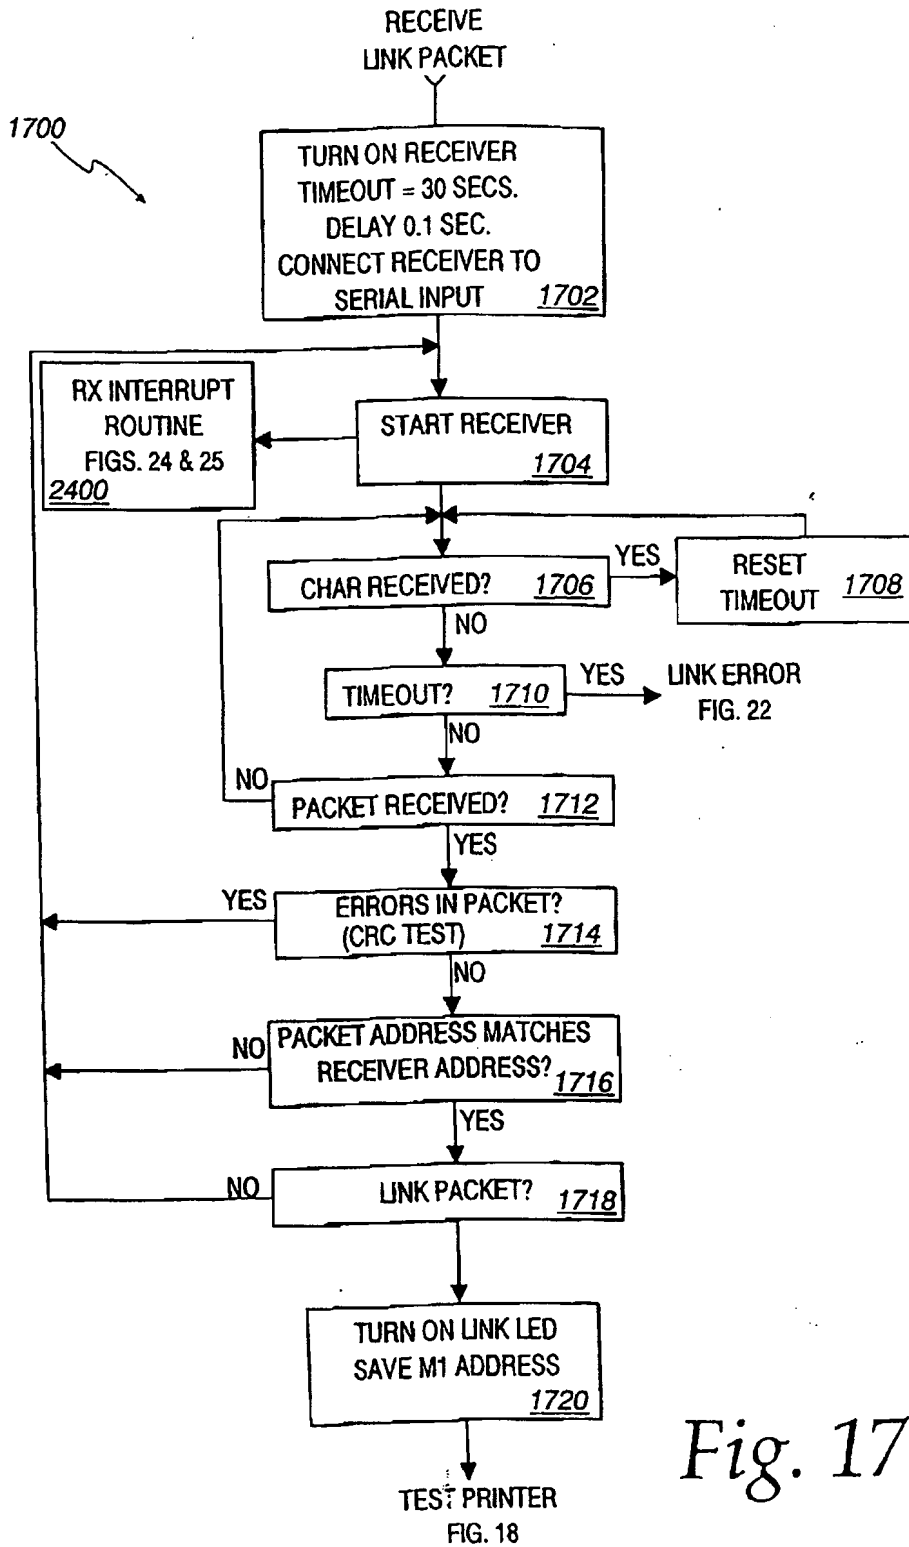 RECEIVE
LINK PACKET
1700
TURN ON RECEIVER
TIMEOUT = 30 SECS.
DELAY 0.1 SEC.
CONNECT RECEIVER TO
SERIAL INPUT 1702
RX INTERRUPT
ROUTINE
FIGS. 24 & 25
2400
START RECEIVER
1704
CHAR RECEIVED? 1706
YES
RESET
TIMEOUT 1708
NO
TIMEOUT? 1710
YES
LINK ERROR
FIG. 22
NO
NO
PACKET RECEIVED? 1712
YES
YES
ERRORS IN PACKET?
(CRC TEST) 1714
NO
NO
PACKET ADDRESS MATCHES
RECEIVER ADDRESS? 1716
YES
NO
LINK PACKET? 1718
TURN ON LINK LED
SAVE M1 ADDRESS
1720
TEST PRINTER
FIG. 18
Fig. 17